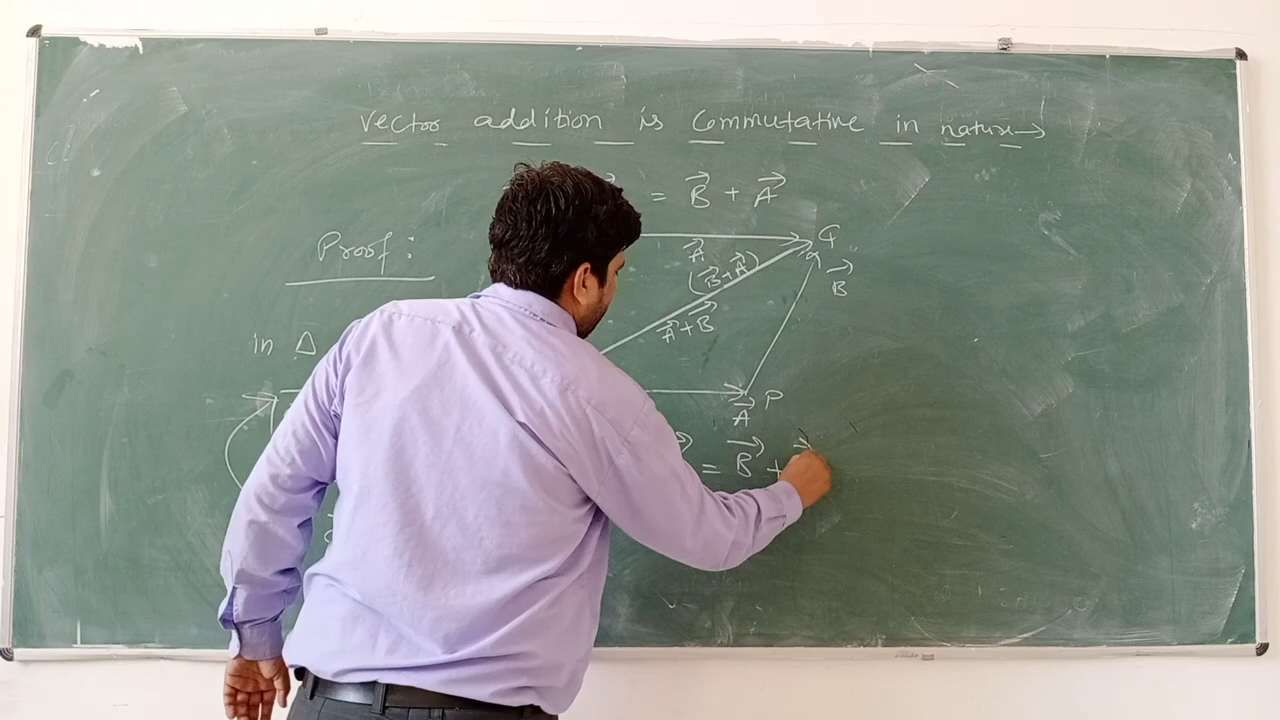 Vector addition is Commutative in nature→
= B⃗ + A⃗
Proof :
A⃗
Q
(B⃗+A⃗)
B⃗
A⃗+B⃗
in Δ
A⃗ P
= B⃗ +